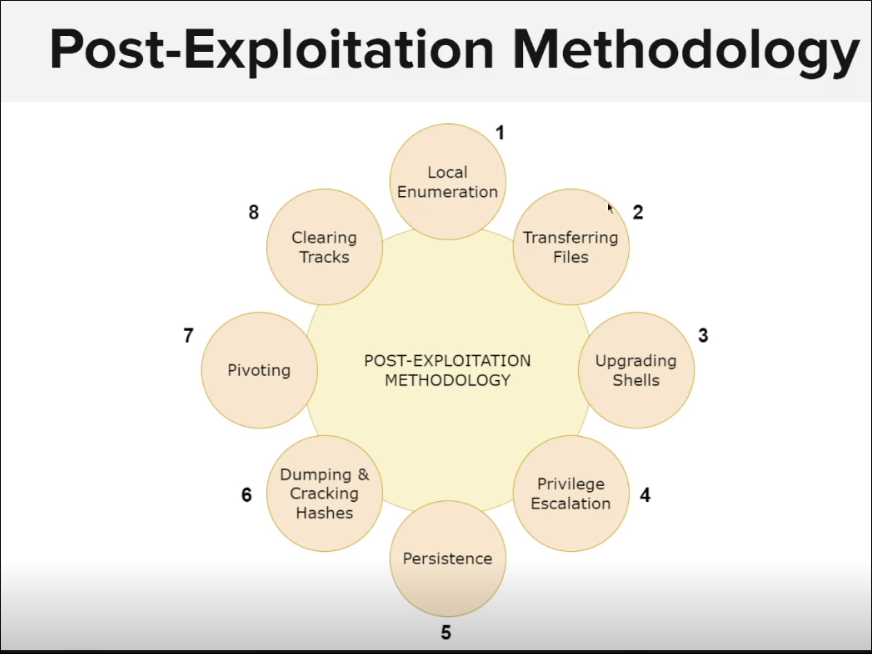 Post-Exploitation Methodology
1
Local
Enumeration
2
Transferring
Files
3
Upgrading
Shells
4
Privilege
Escalation
5
Persistence
6
Dumping &
Cracking
Hashes
7
Pivoting
8
Clearing
Tracks
POST-EXPLOITATION
METHODOLOGY